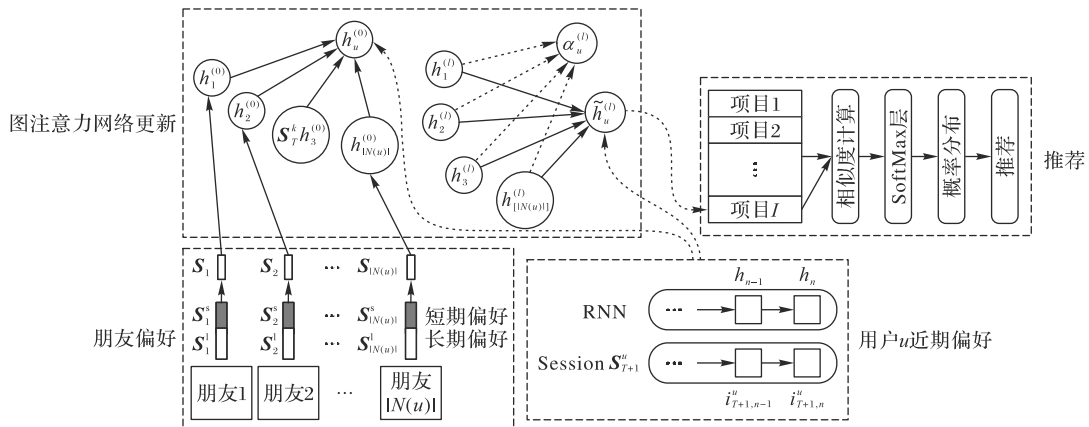 图注意力网络更新
h_1^{(0)}
h_2^{(0)}
h_u^{(0)}
S_T^k h_3^{(0)}
h_{|N(u)|}^{(0)}
h_1^{(l)}
h_2^{(l)}
h_3^{(l)}
h_{[|N(u)|]}^{(l)}
α_u^{(l)}
h̃_u^{(l)}
项目1
项目2
⋯
项目I
相似度计算
SoftMax层
概率分布
推荐
推荐
朋友偏好
S_1 S_2 ⋯ S_{|N(u)|}
S_1^s S_2^s ⋯ S_{|N(u)|}^s 短期偏好
S_1^l S_2^l ⋯ S_{|N(u)|}^l 长期偏好
朋友1 朋友2 ⋯ 朋友
|N(u)|
h_{n-1} h_n
RNN ⋯
Session S_{T+1}^u ⋯
i_{T+1,n-1}^u i_{T+1,n}^u
用户u近期偏好